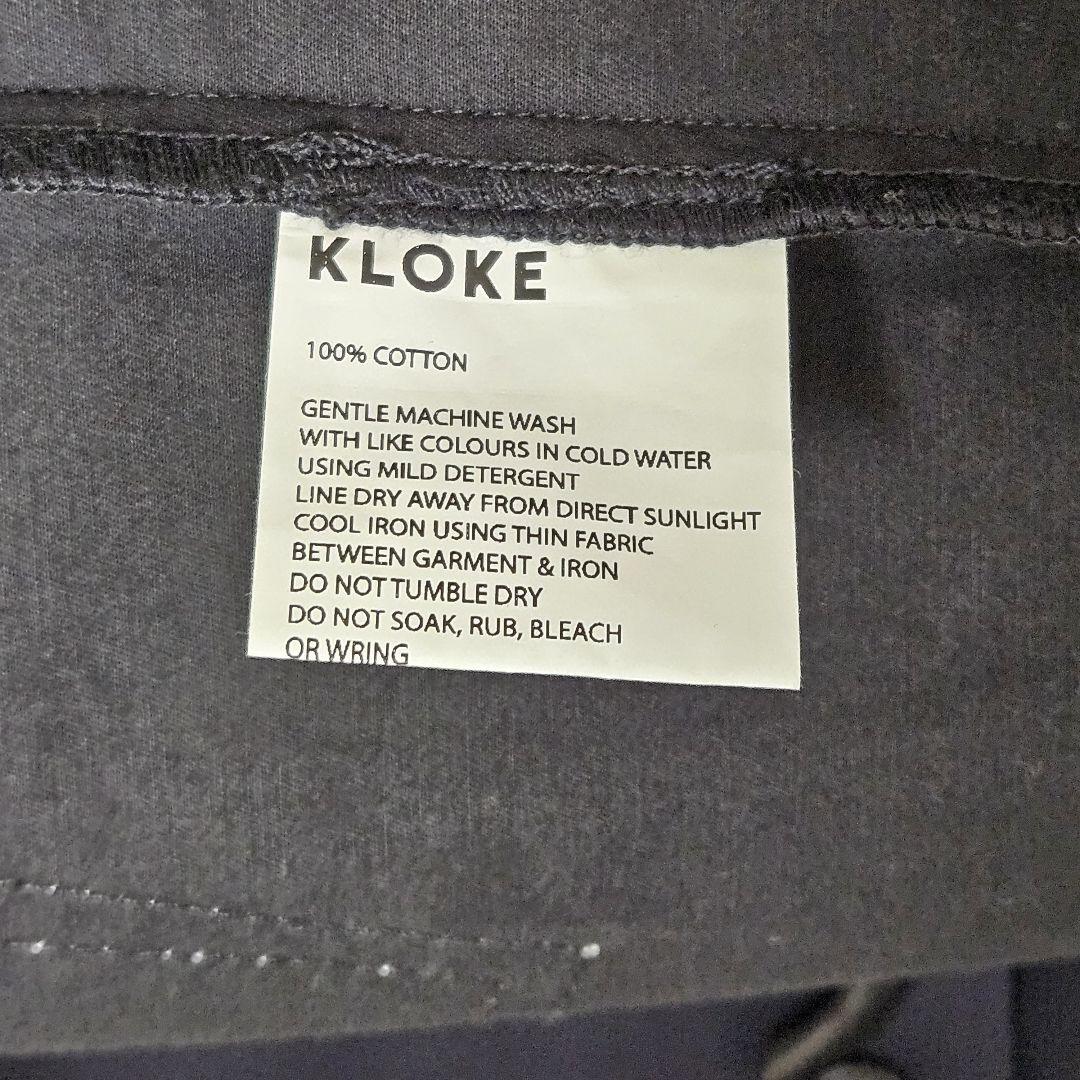 KLOKE
100% COTTON
GENTLE MACHINE WASH
WITH LIKE COLOURS IN COLD WATER
USING MILD DETERGENT
LINE DRY AWAY FROM DIRECT SUNLIGHT
COOL IRON USING THIN FABRIC
BETWEEN GARMENT & IRON
DO NOT TUMBLE DRY
DO NOT SOAK, RUB, BLEACH
OR WRING